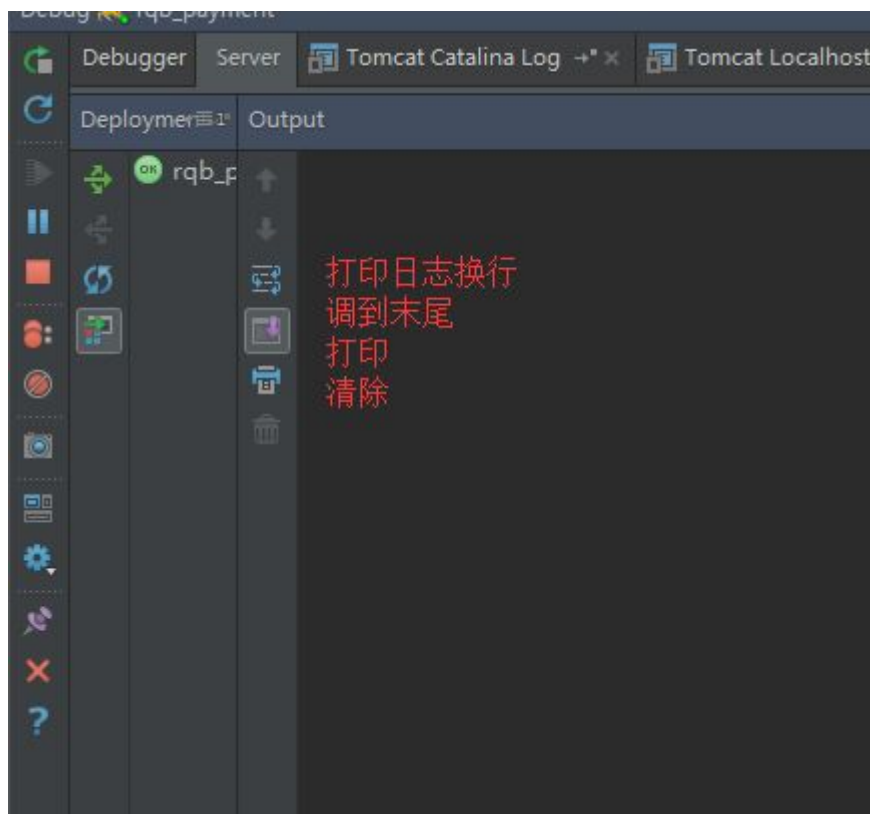 Debug rqb_payment
Debugger Server Tomcat Catalina Log Tomcat Localhost
Output
OK rqb_p
打印日志换行
调到末尾
打印
清除